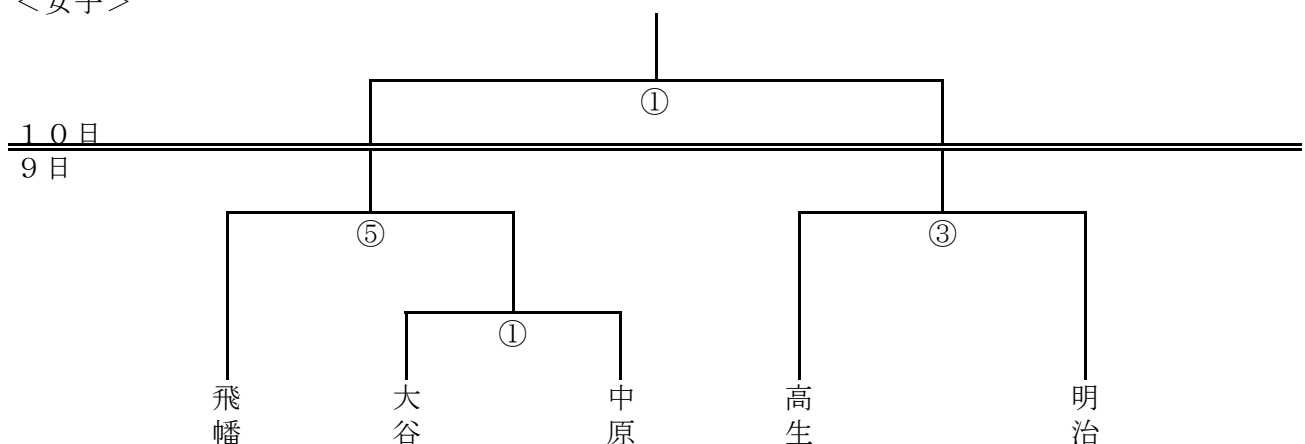 ＜女子＞
①
１０日
９日
⑤
③
①
飛幡
大谷
中原
高生
明治